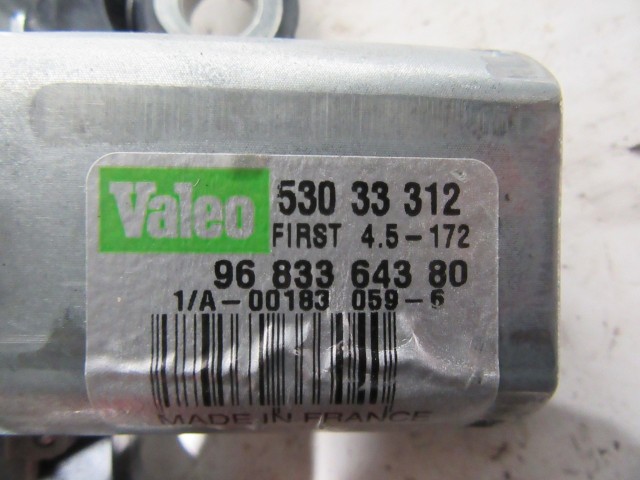 Valeo 530 33 312
FIRST 4.5-172
96 833 643 80
1/A-00183 059-6
MADE IN FRANCE